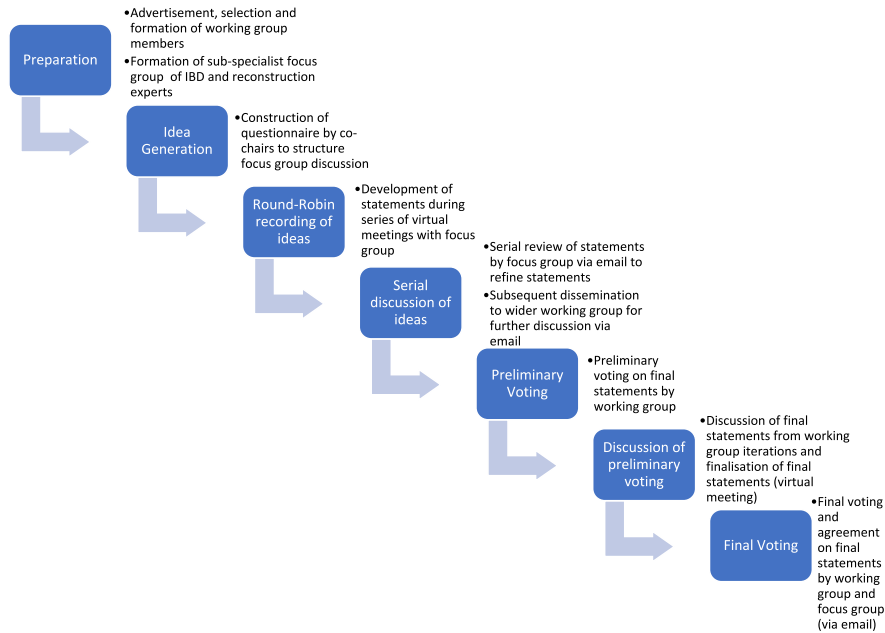 Preparation
•Advertisement, selection and
formation of working group
members
•Formation of sub-specialist focus
group of IBD and reconstruction
experts
Idea
Generation
•Construction of
questionnaire by co-
chairs to structure
focus group discussion
Round-Robin
recording of
ideas
•Development of
statements during
series of virtual
meetings with focus
group
Serial
discussion of
ideas
•Serial review of statements
by focus group via email to
refine statements
•Subsequent dissemination
to wider working group for
further discussion via
email
Preliminary
Voting
•Preliminary
voting on final
statements by
working group
Discussion of
preliminary
voting
•Discussion of final
statements from working
group iterations and
finalisation of final
statements (virtual
meeting)
Final Voting
•Final voting
and
agreement
on final
statements
by working
group and
focus group
(via email)